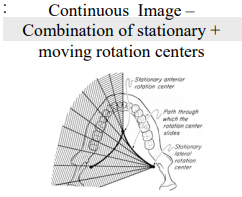 :
Continuous Image –
Combination of stationary +
moving rotation centers
Stationary anterior
rotation center
Path through
which the
rotation center
slides
Stationary
lateral
rotation
center